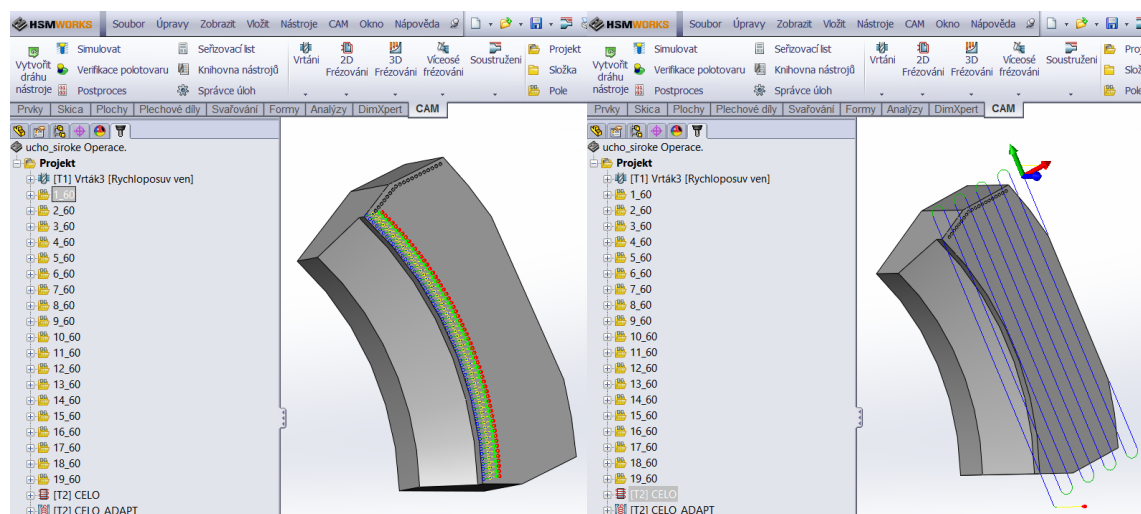 HSMWORKS Soubor Úpravy Zobrazit Vložit Nástroje CAM Okno Nápověda
Simulovat Seřzovací list Projekt
Vytvořit dráhu nástroje Verifikace polotovaru Knihovna nástrojů Vrtání 2D Frézování 3D Frézování Víceosé frézování Soustružení Složka
Postproces Správce úloh Pole
Prvky Skica Plochy Plechové díly Svařování Formy Analýzy DimXpert CAM
ucho_siroke Operace.
Projekt
[T1] Vrták3 [Rychloposuv ven]
1_60
2_60
3_60
4_60
5_60
6_60
7_60
8_60
9_60
10_60
11_60
12_60
13_60
14_60
15_60
16_60
17_60
18_60
19_60
[T2] CELO
[T2] CELO_ADAPT
HSMWORKS Soubor Úpravy Zobrazit Vložit Nástroje CAM Okno Nápověda
Simulovat Seřzovací list Proj
Vytvořit dráhu nástroje Verifikace polotovaru Knihovna nástrojů Vrtání 2D Frézování 3D Frézování Víceosé frézování Soustružení Slož
Postproces Správce úloh Pole
Prvky Skica Plochy Plechové díly Svařování Formy Analýzy DimXpert CAM
ucho_siroke Operace.
Projekt
[T1] Vrták3 [Rychloposuv ven]
1_60
2_60
3_60
4_60
5_60
6_60
7_60
8_60
9_60
10_60
11_60
12_60
13_60
14_60
15_60
16_60
17_60
18_60
19_60
[T2] CELO
[T2] CELO_ADAPT